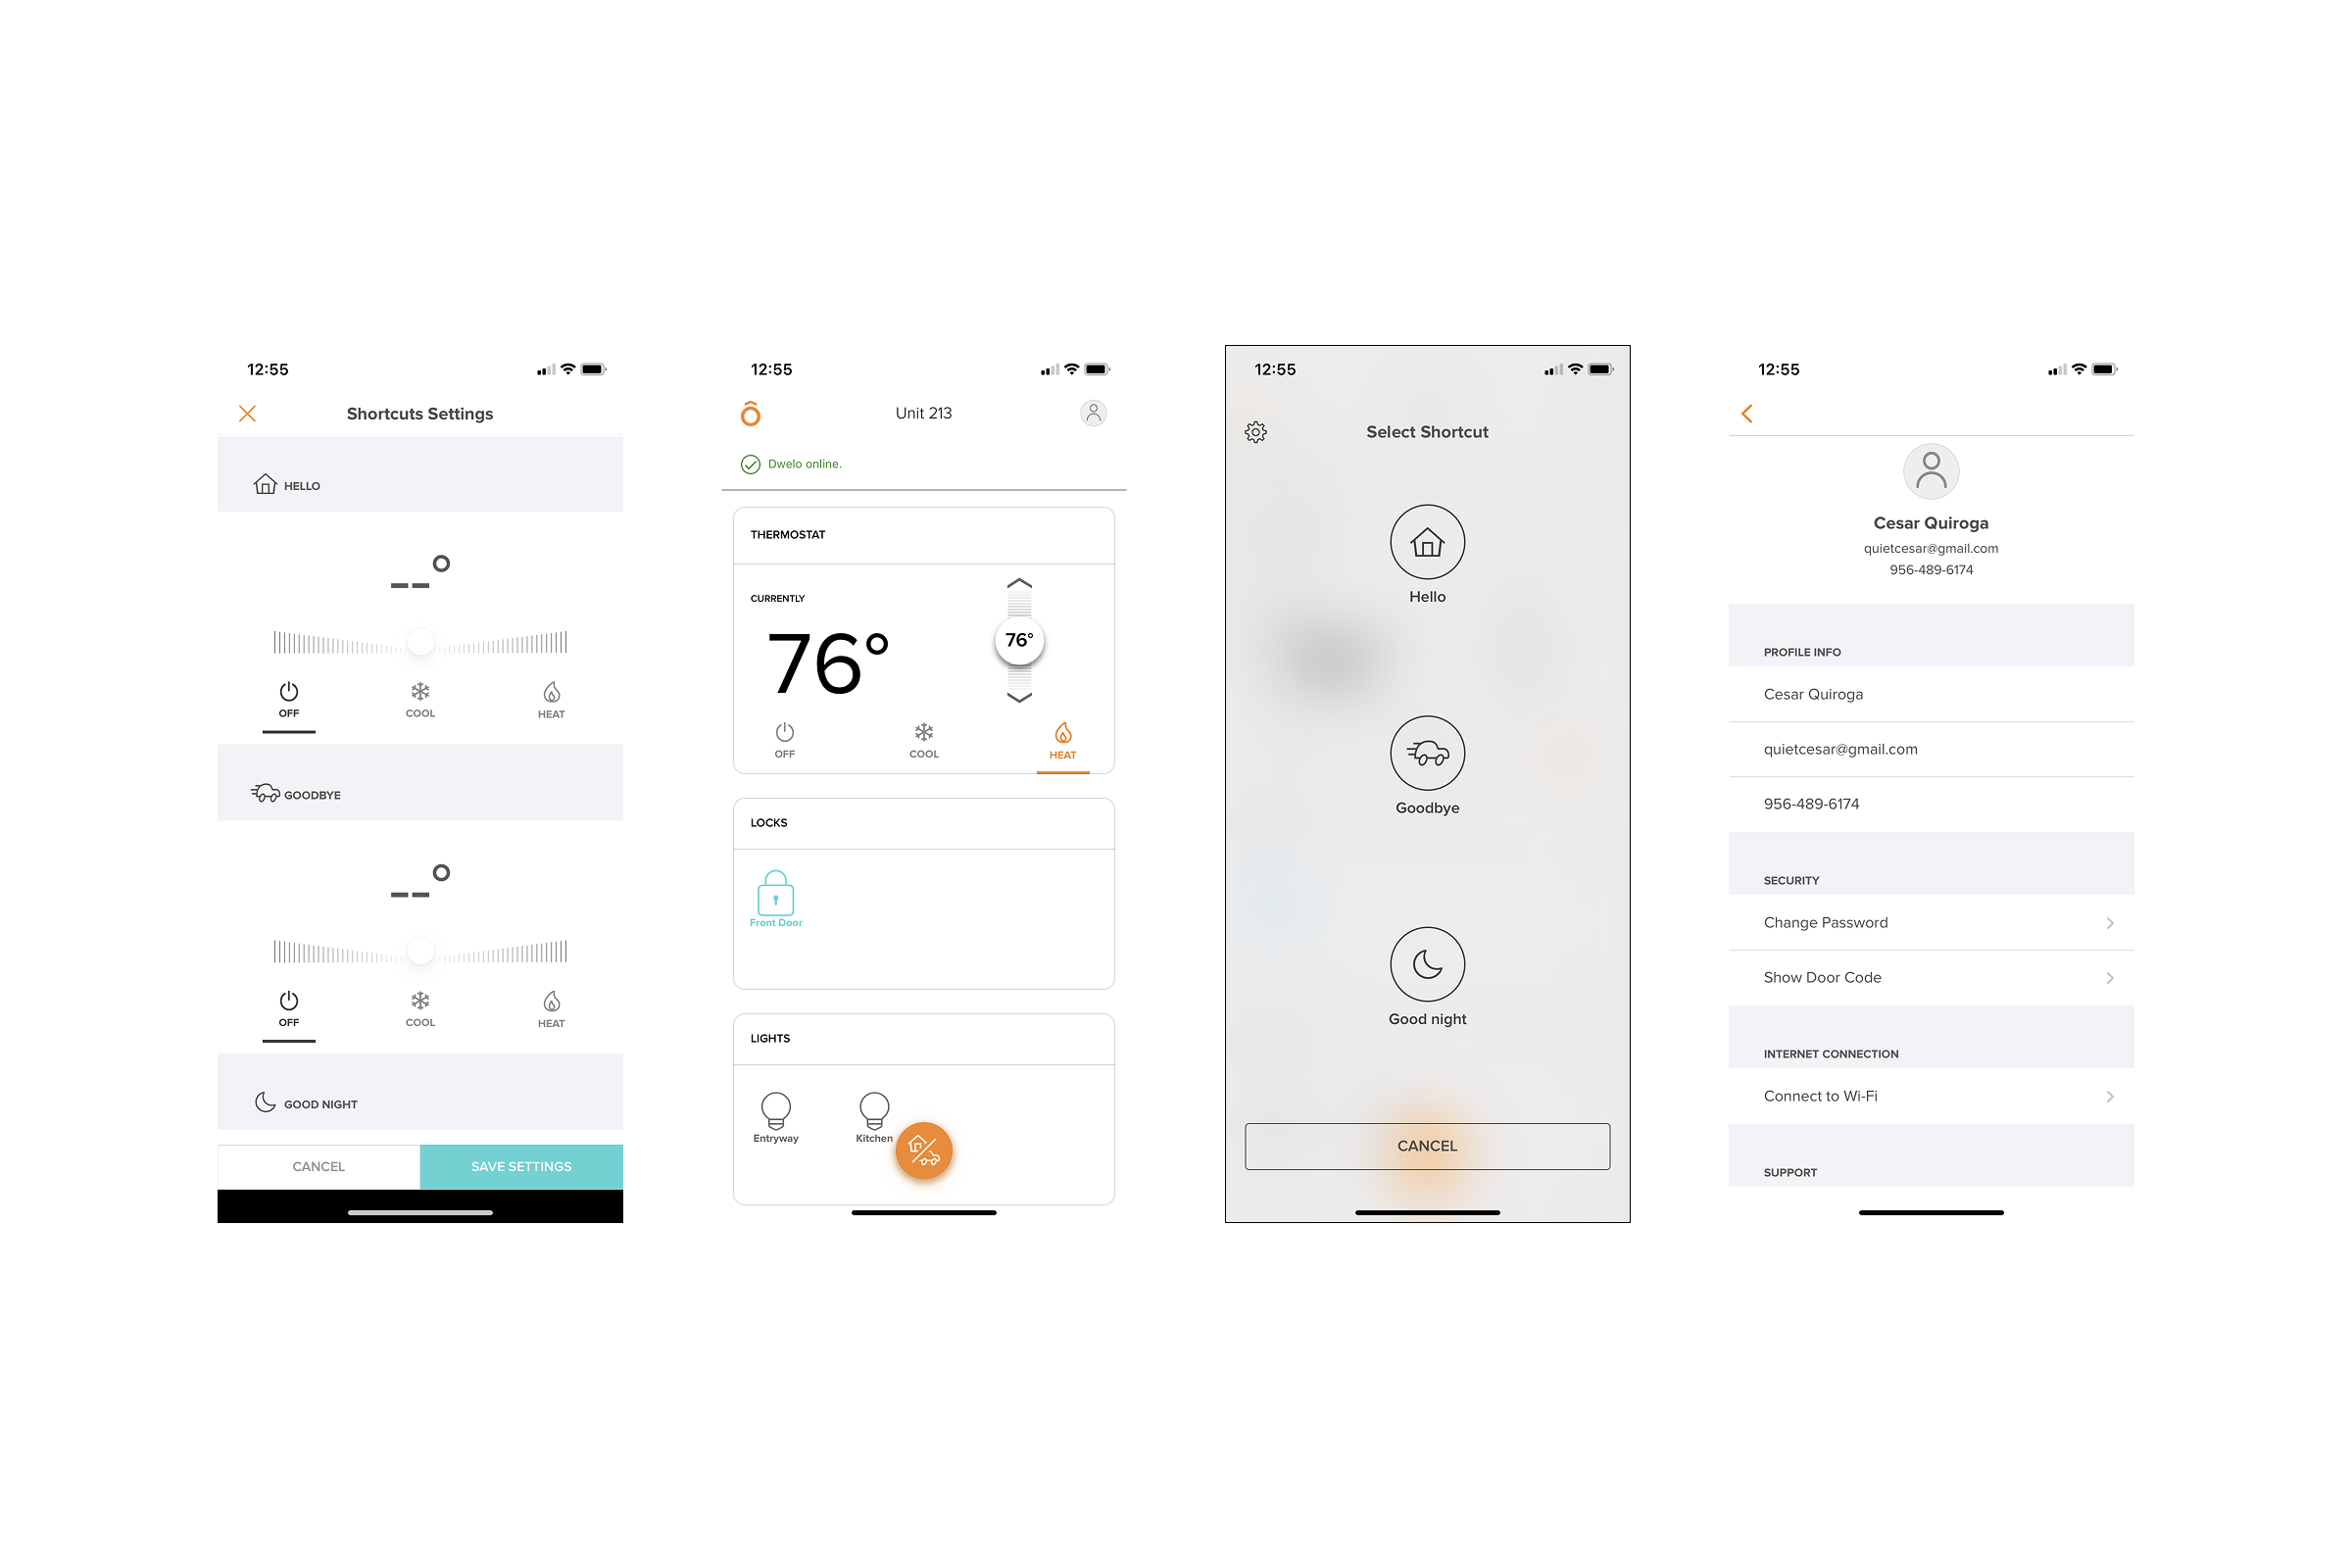 12:55
Shortcuts Settings
HELLO
--°
OFF
COOL
HEAT
GOODBYE
--°
OFF
COOL
HEAT
GOOD NIGHT
CANCEL
SAVE SETTINGS
12:55
Unit 213
Dwelo online.
THERMOSTAT
CURRENTLY
76°
76°
OFF
COOL
HEAT
LOCKS
Front Door
LIGHTS
Entryway
Kitchen
12:55
Select Shortcut
Hello
Goodbye
Good night
CANCEL
12:55
Cesar Quiroga
quietcesar@gmail.com
956-489-6174
PROFILE INFO
Cesar Quiroga
quietcesar@gmail.com
956-489-6174
SECURITY
Change Password
Show Door Code
INTERNET CONNECTION
Connect to Wi-Fi
SUPPORT